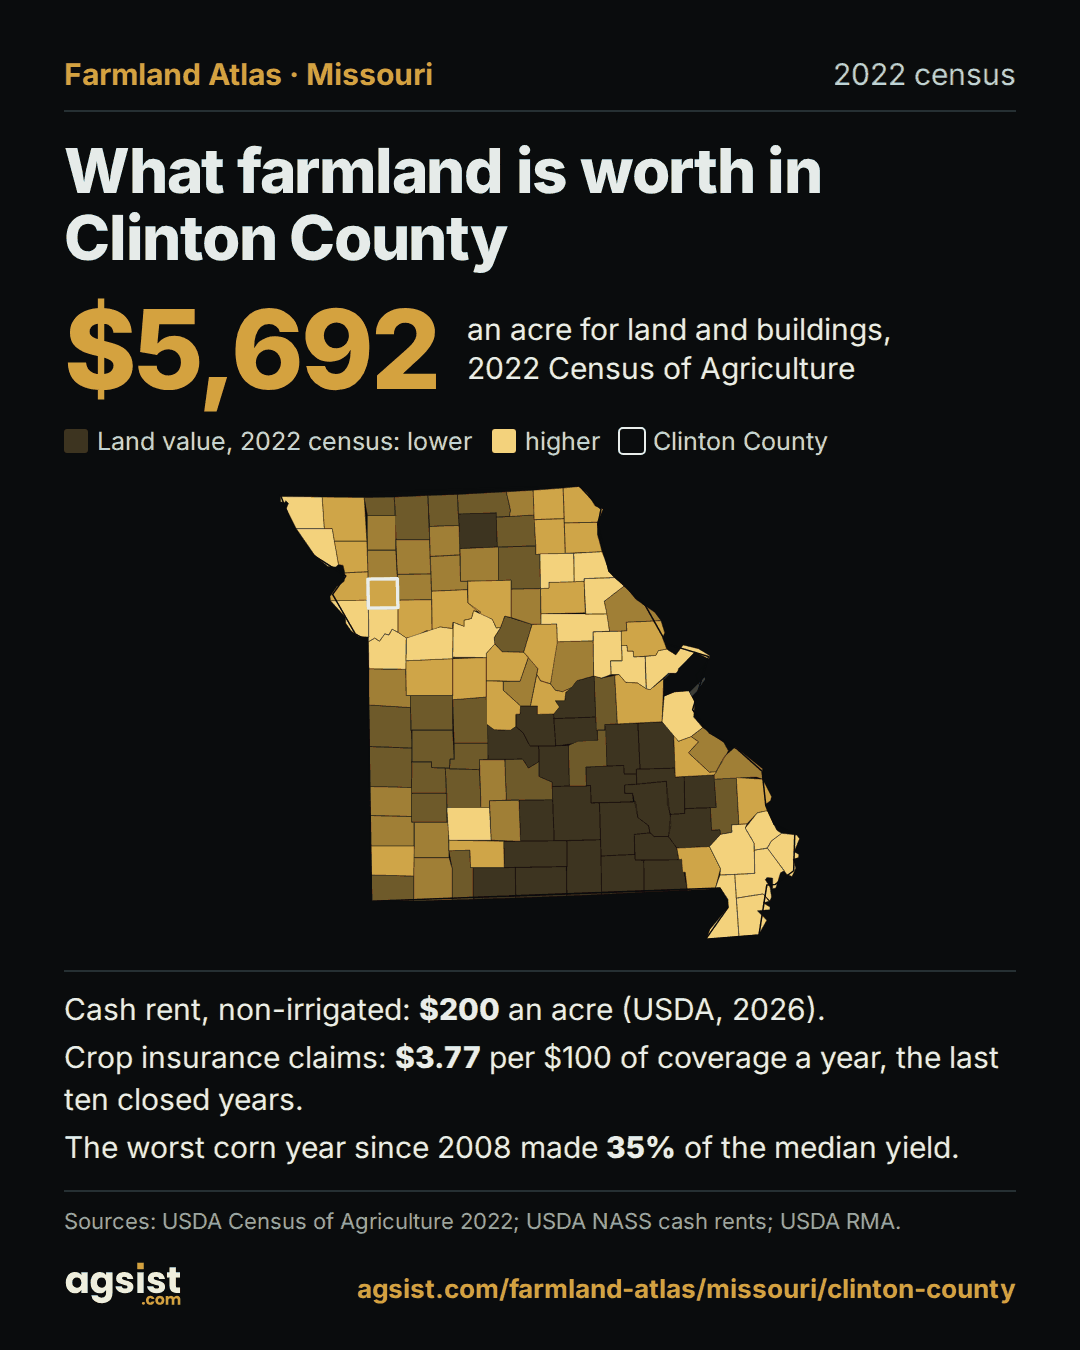 Farmland Atlas · Missouri
2022 census
What farmland is worth in
Clinton County
$5,692
an acre for land and buildings,
2022 Census of Agriculture
Land value, 2022 census: lower
higher
Clinton County
Cash rent, non-irrigated: $200 an acre (USDA, 2026).
Crop insurance claims: $3.77 per $100 of coverage a year, the last
ten closed years.
The worst corn year since 2008 made 35% of the median yield.
Sources: USDA Census of Agriculture 2022; USDA NASS cash rents; USDA RMA.
agsist
.com
agsist.com/farmland-atlas/missouri/clinton-county